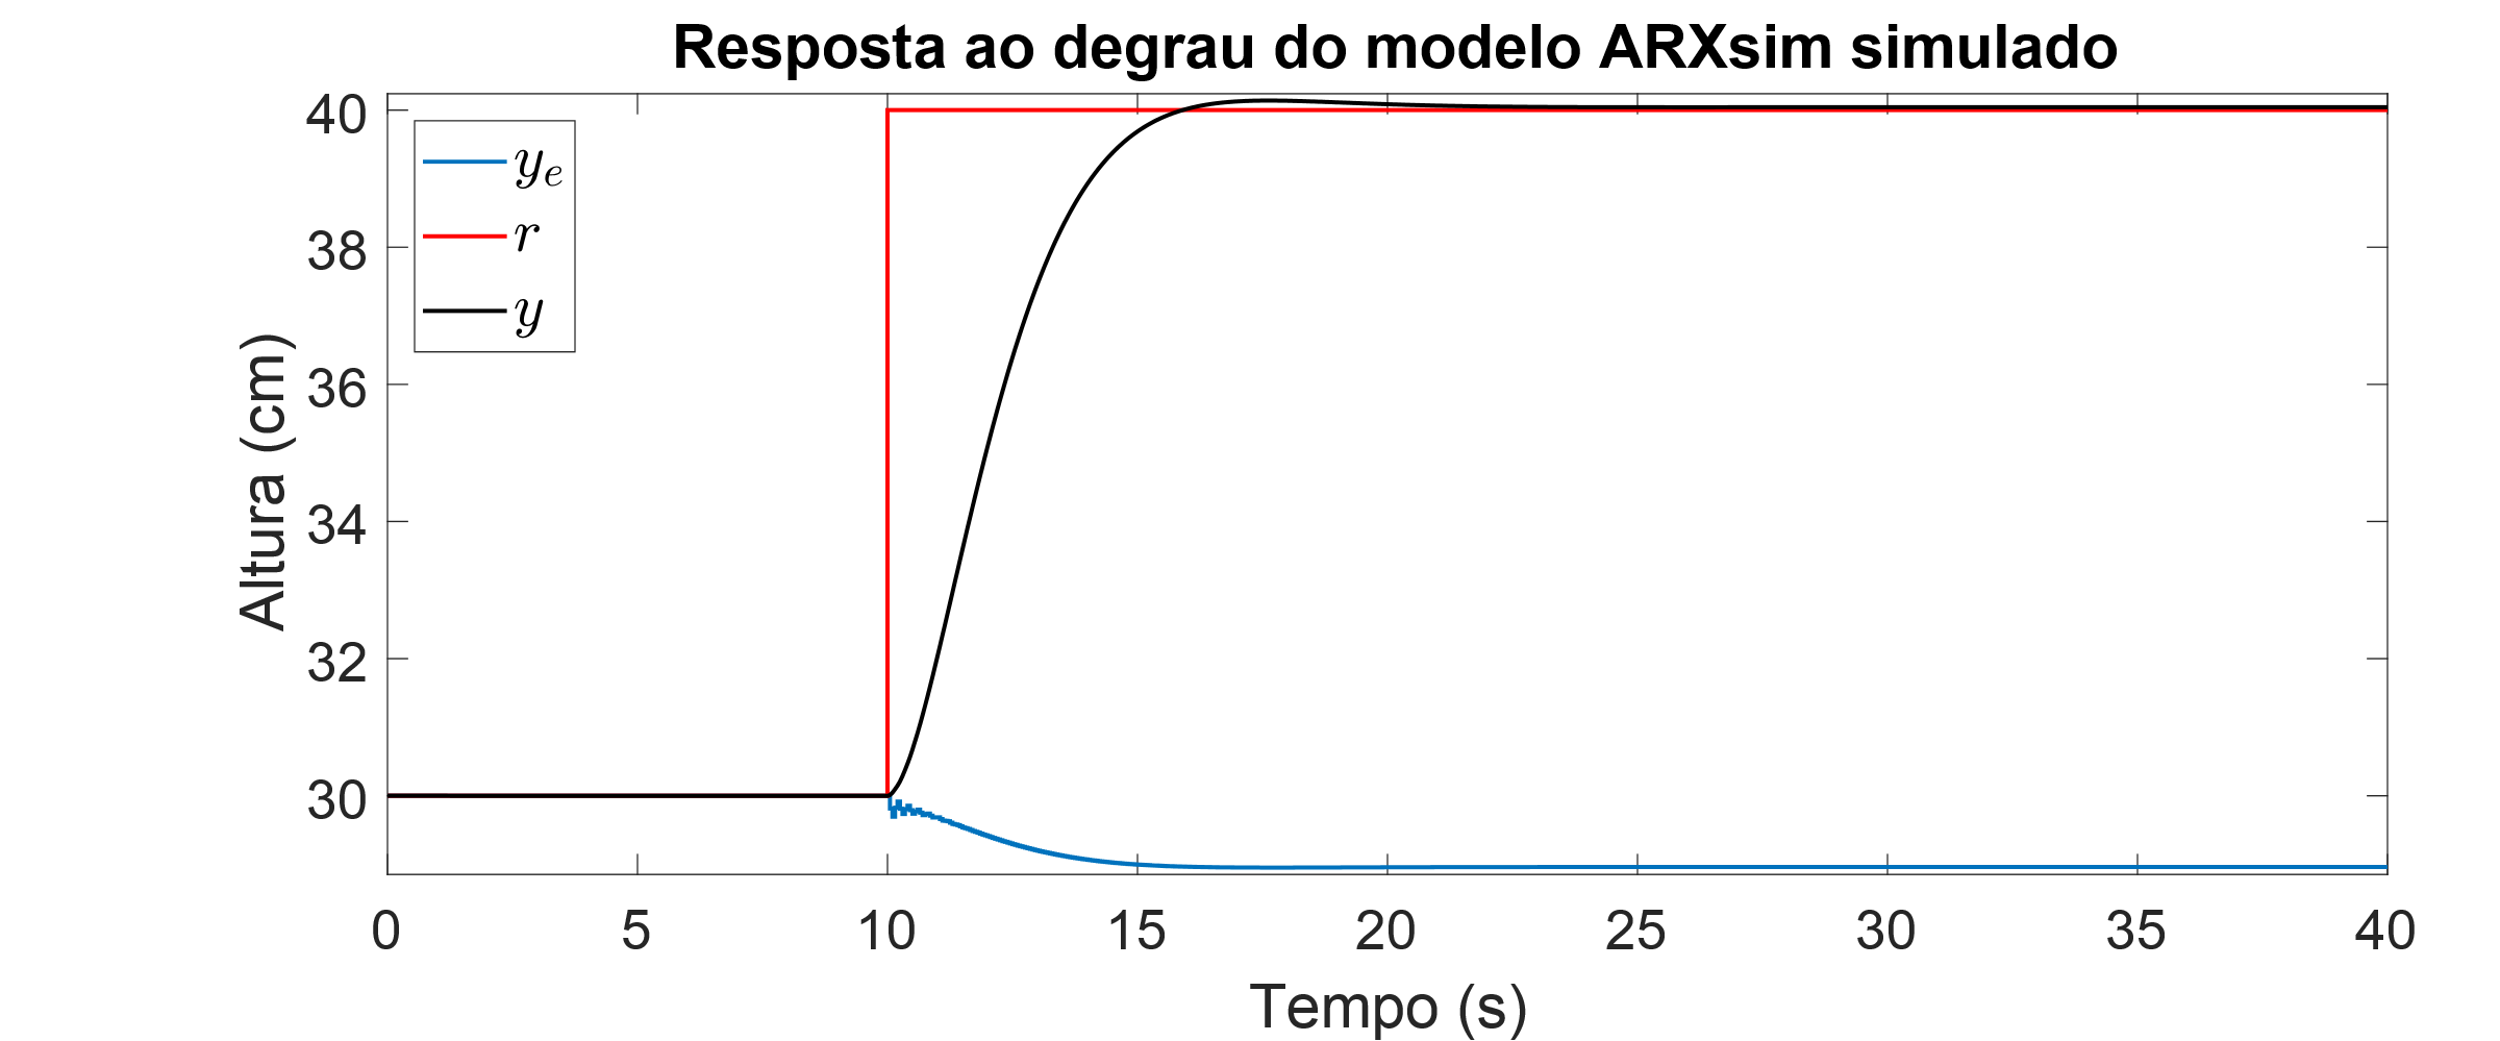 Resposta ao degrau do modelo ARXsim simulado
40
38
36
34
32
30
Altura (cm)
y_e
r
y
0 5 10 15 20 25 30 35 40
Tempo (s)